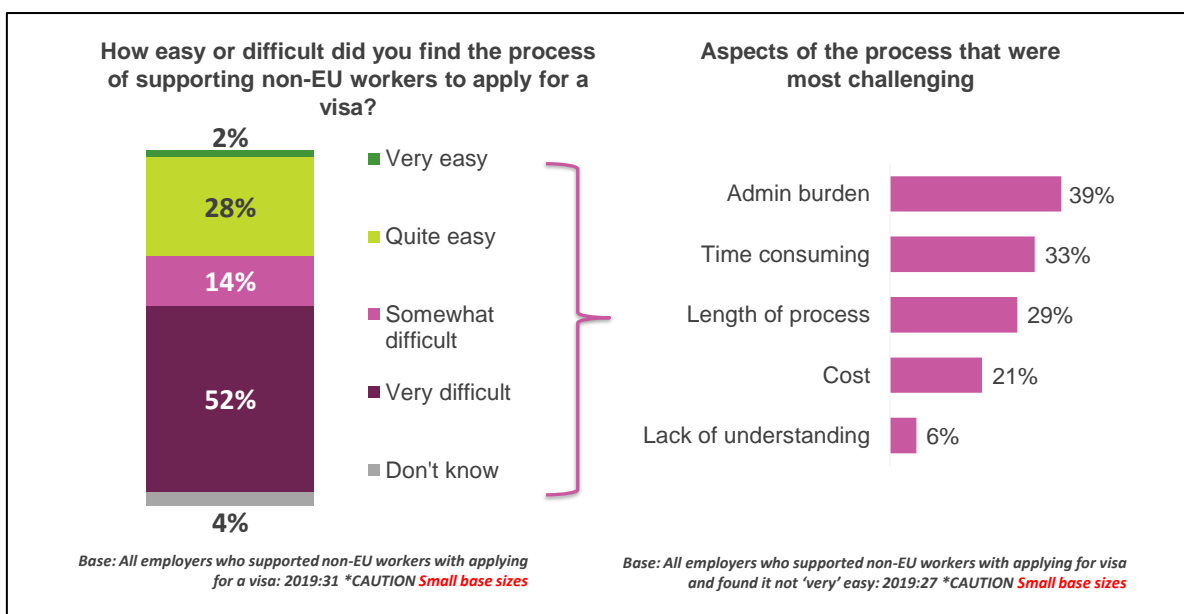 How easy or difficult did you find the process
of supporting non-EU workers to apply for a
visa?
2%
28%
14%
52%
4%
Very easy
Quite easy
Somewhat
difficult
Very difficult
Don't know
Base: All employers who supported non-EU workers with applying
for a visa: 2019:31 *CAUTION Small base sizes
Aspects of the process that were
most challenging
Admin burden 39%
Time consuming 33%
Length of process 29%
Cost 21%
Lack of understanding 6%
Base: All employers who supported non-EU workers with applying for visa
and found it not ‘very’ easy: 2019:27 *CAUTION Small base sizes